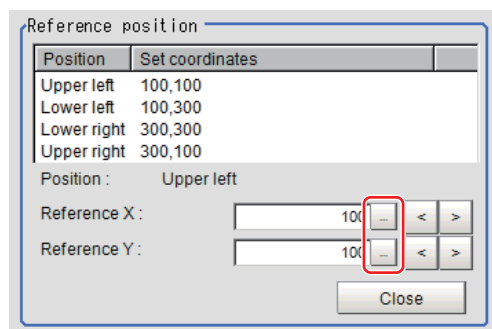 Reference position
Position Set coordinates
Upper left 100,100
Lower left 100,300
Lower right 300,300
Upper right 300,100
Position : Upper left
Reference X : 100 ... < >
Reference Y : 100 ... < >
Close